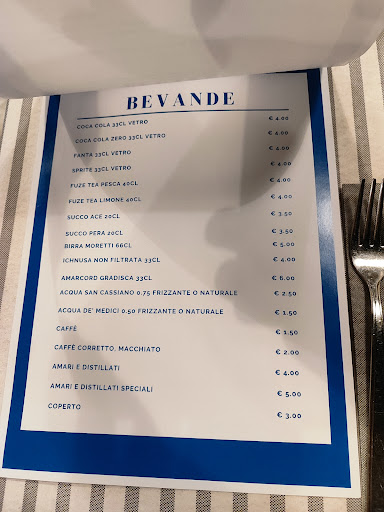 BEVANDE
COCA COLA 33CL VETRO € 4.00
COCA COLA ZERO 33CL VETRO € 4.00
FANTA 33CL VETRO € 4.00
SPRITE 33CL VETRO € 4.00
FUZE TEA PESCA 40CL € 4.00
FUZE TEA LIMONE 40CL € 4.00
SUCCO ACE 20CL € 3.50
SUCCO PERA 20CL € 3.50
BIRRA MORETTI 66CL € 5.00
ICHNUSA NON FILTRATA 33CL € 4.00
AMARCORD GRADISCA 33CL € 6.00
ACQUA SAN CASSIANO 0.75 FRIZZANTE O NATURALE € 2.50
ACQUA DE' MEDICI 0.50 FRIZZANTE O NATURALE € 1.50
CAFFÈ € 1.50
CAFFÈ CORRETTO, MACCHIATO € 2.00
AMARI E DISTILLATI € 4.00
AMARI E DISTILLATI SPECIALI € 5.00
COPERTO € 3.00